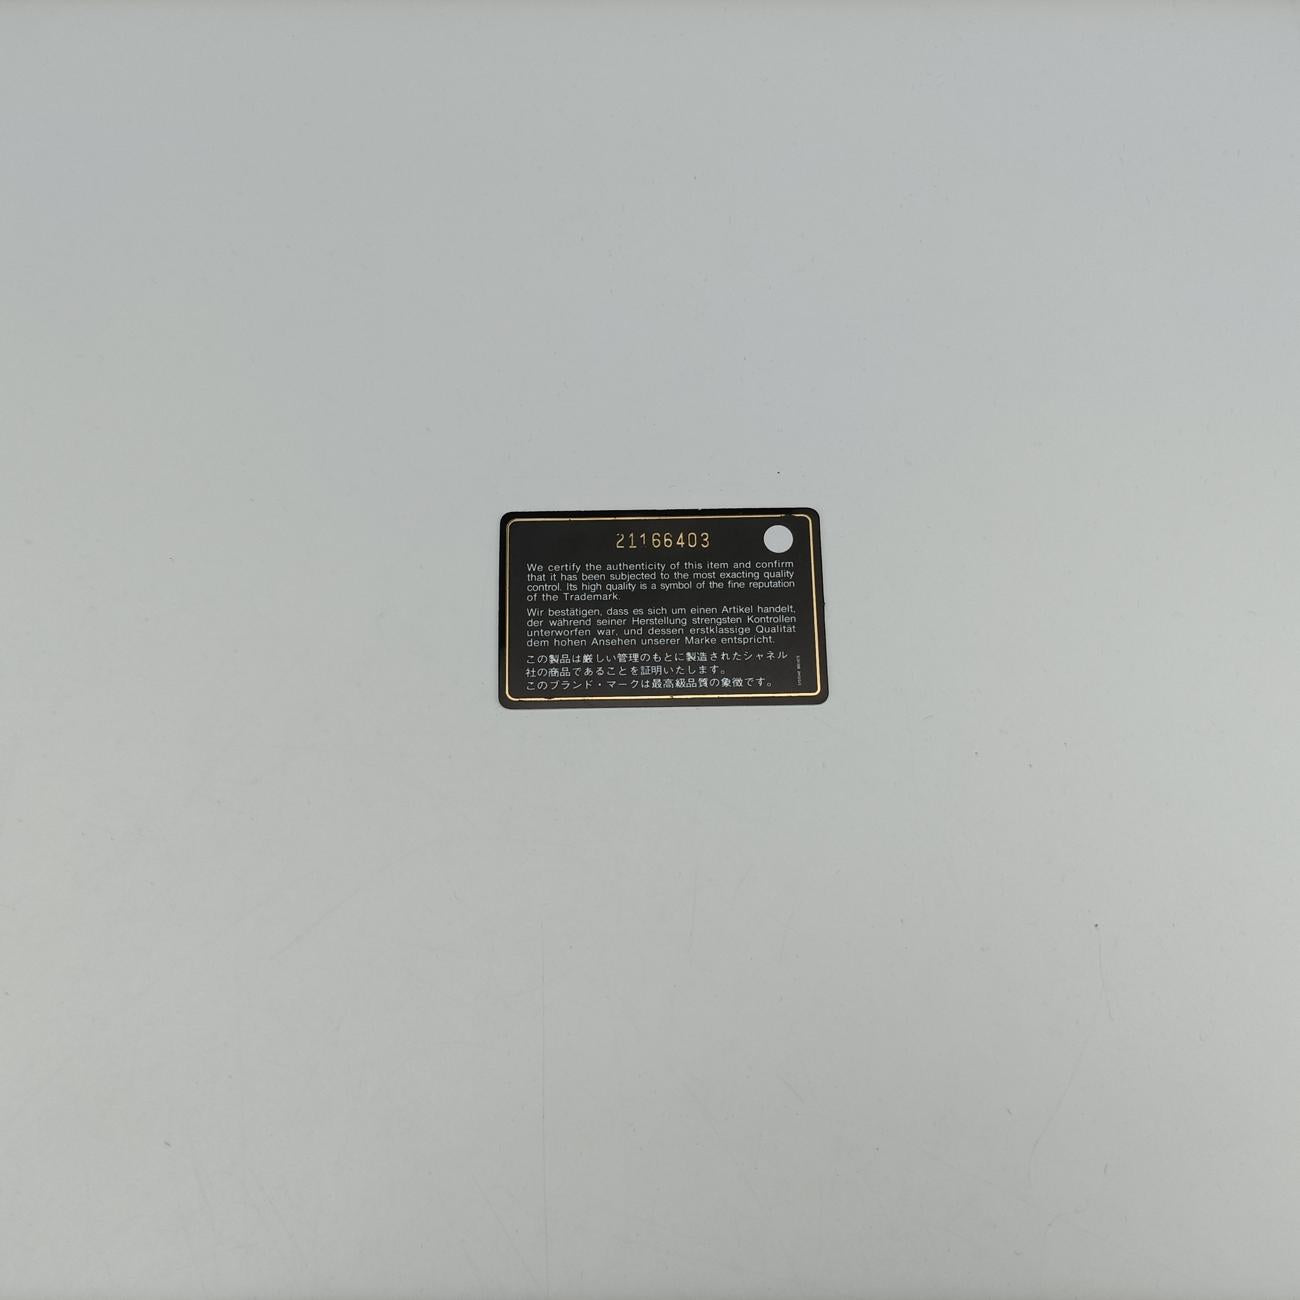 21166403
We certify the authenticity of this item and confirm
that it has been subjected to the most exacting quality
control. Its high quality is a symbol of the fine reputation
of the Trademark.
Wir bestätigen, dass es sich um einen Artikel handelt,
der während seiner Herstellung strengsten Kontrollen
unterworfen war, und dessen erstklassige Qualität
dem hohen Ansehen unserer Marke entspricht.
この製品は厳しい管理のもとに製造されたシャネル
社の商品であることを証明いたします。
このブランド・マークは最高級品質の象徴です。